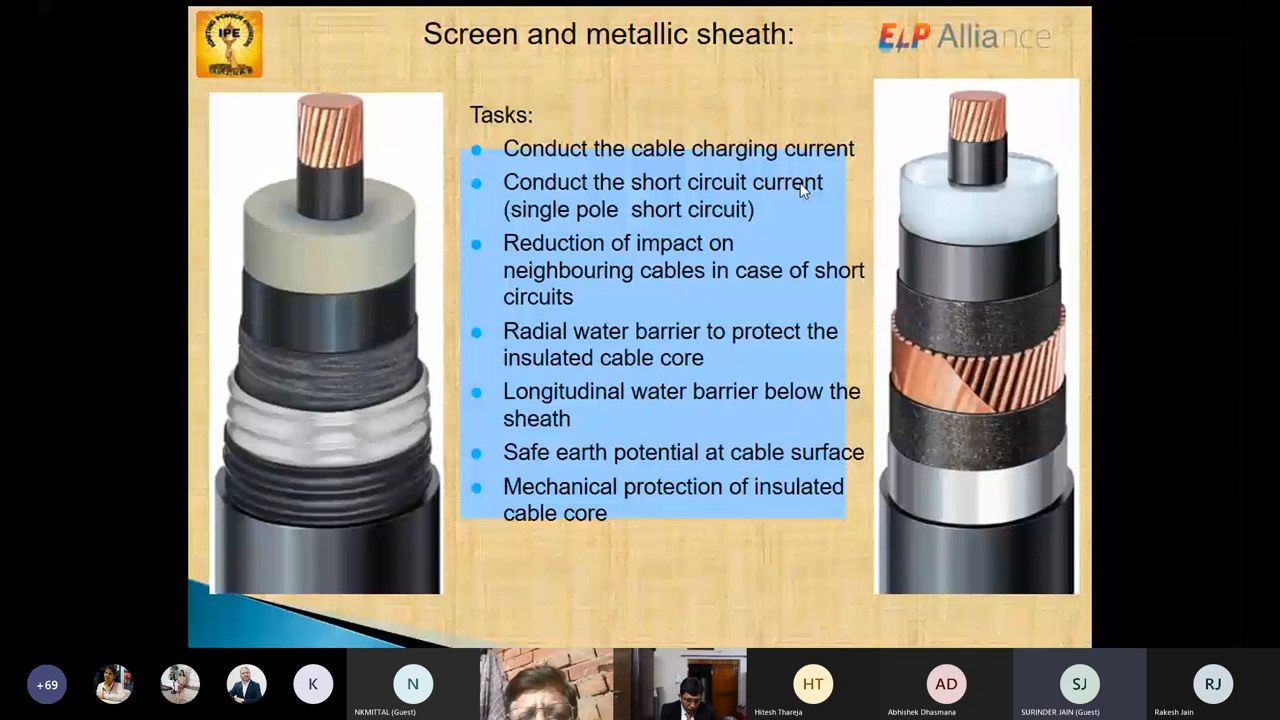 Screen and metallic sheath:
IPE
ELP Alliance
Tasks:
Conduct the cable charging current
Conduct the short circuit current
(single pole short circuit)
Reduction of impact on
neighbouring cables in case of short
circuits
Radial water barrier to protect the
insulated cable core
Longitudinal water barrier below the
sheath
Safe earth potential at cable surface
Mechanical protection of insulated
cable core
+69
K
N
NKMITTAL (Guest)
HT
Hitesh Thareja
AD
Abhishek Dhasmana
SJ
SURINDER JAIN (Guest)
RJ
Rakesh Jain